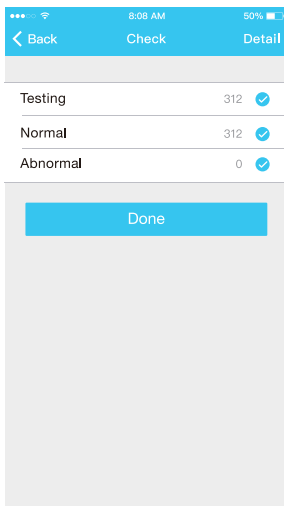 8:08 AM 50%
Back Check Detail
Testing 312
Normal 312
Abnormal 0
Done